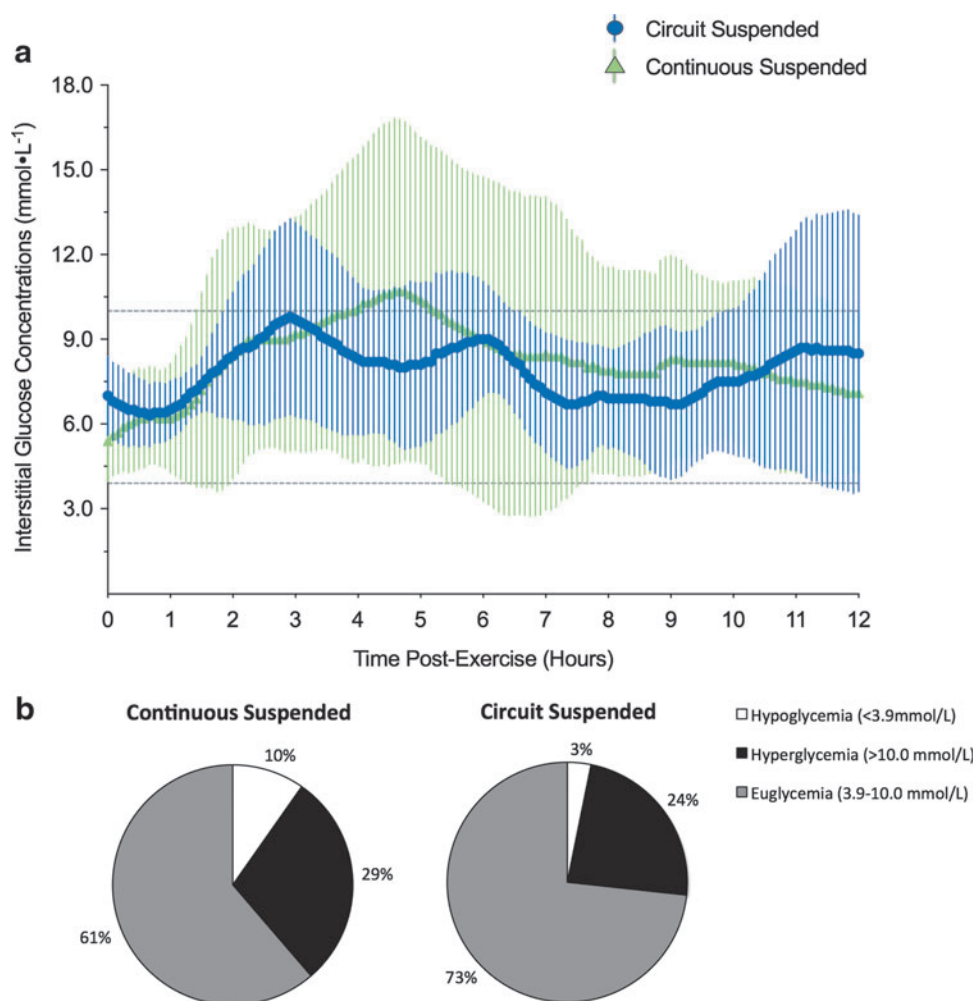 a
Circuit Suspended
Continuous Suspended
Interstitial Glucose Concentrations (mmol•L-1)
18.0
15.0
12.0
9.0
6.0
3.0
0 1 2 3 4 5 6 7 8 9 10 11 12
Time Post-Exercise (Hours)
b
Continuous Suspended
10%
29%
61%
Circuit Suspended
3%
24%
73%
Hypoglycemia (<3.9mmol/L)
Hyperglycemia (>10.0 mmol/L)
Euglycemia (3.9-10.0 mmol/L)